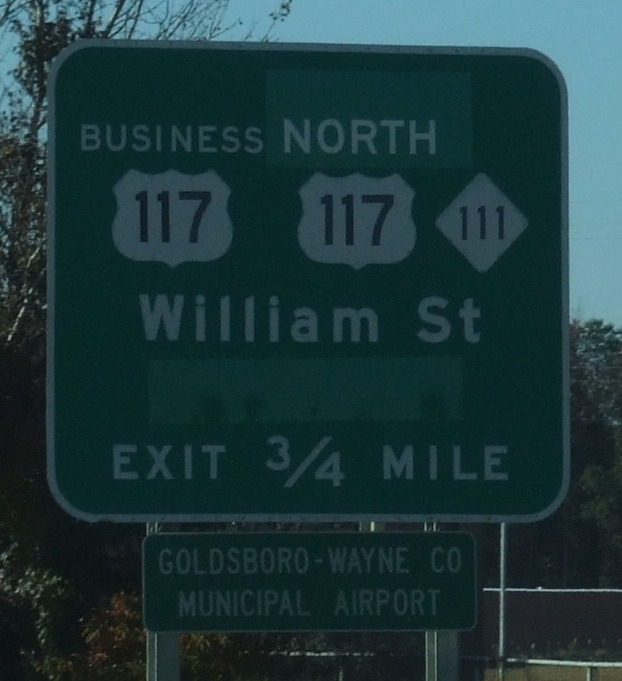 BUSINESS NORTH
117 117 111
William St
EXIT 3/4 MILE
GOLDSBORO-WAYNE CO
MUNICIPAL AIRPORT